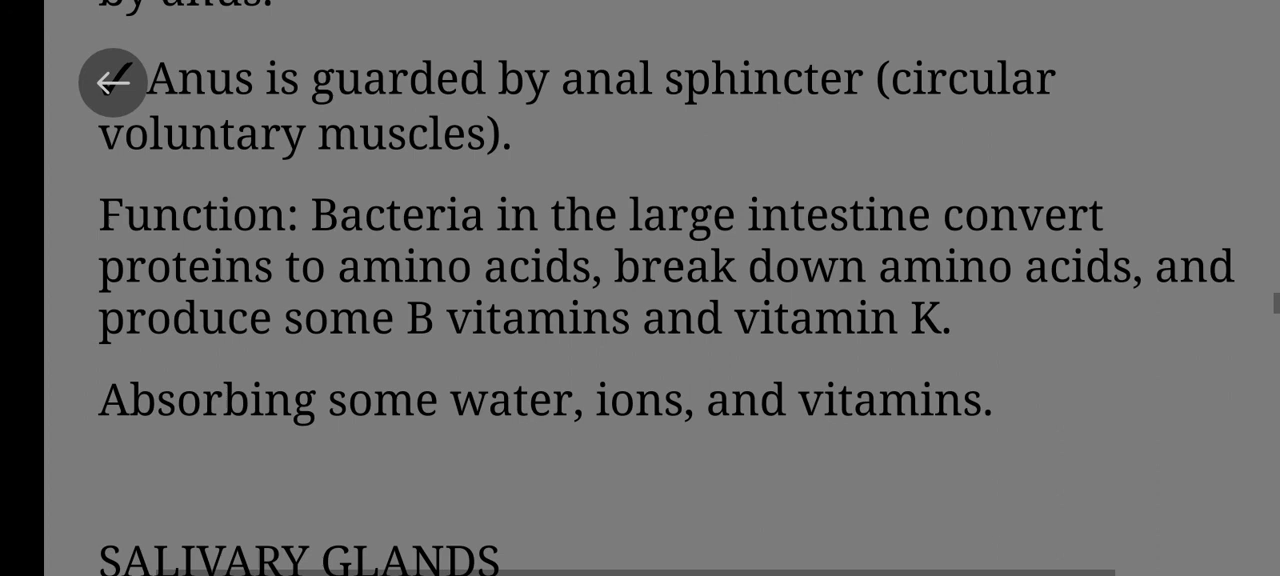 by anus.
✓ Anus is guarded by anal sphincter (circular
voluntary muscles).
Function: Bacteria in the large intestine convert
proteins to amino acids, break down amino acids, and
produce some B vitamins and vitamin K.
Absorbing some water, ions, and vitamins.
SALIVARY GLANDS